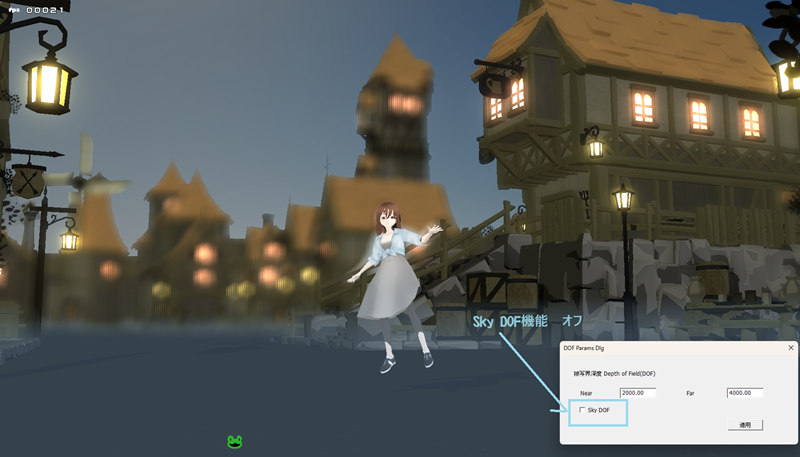 fps 00021
Sky DOF機能 オフ
DOF Params Dlg
被写界深度 Depth of Field(DOF)
Near 2000.00 Far 4000.00
Sky DOF
適用